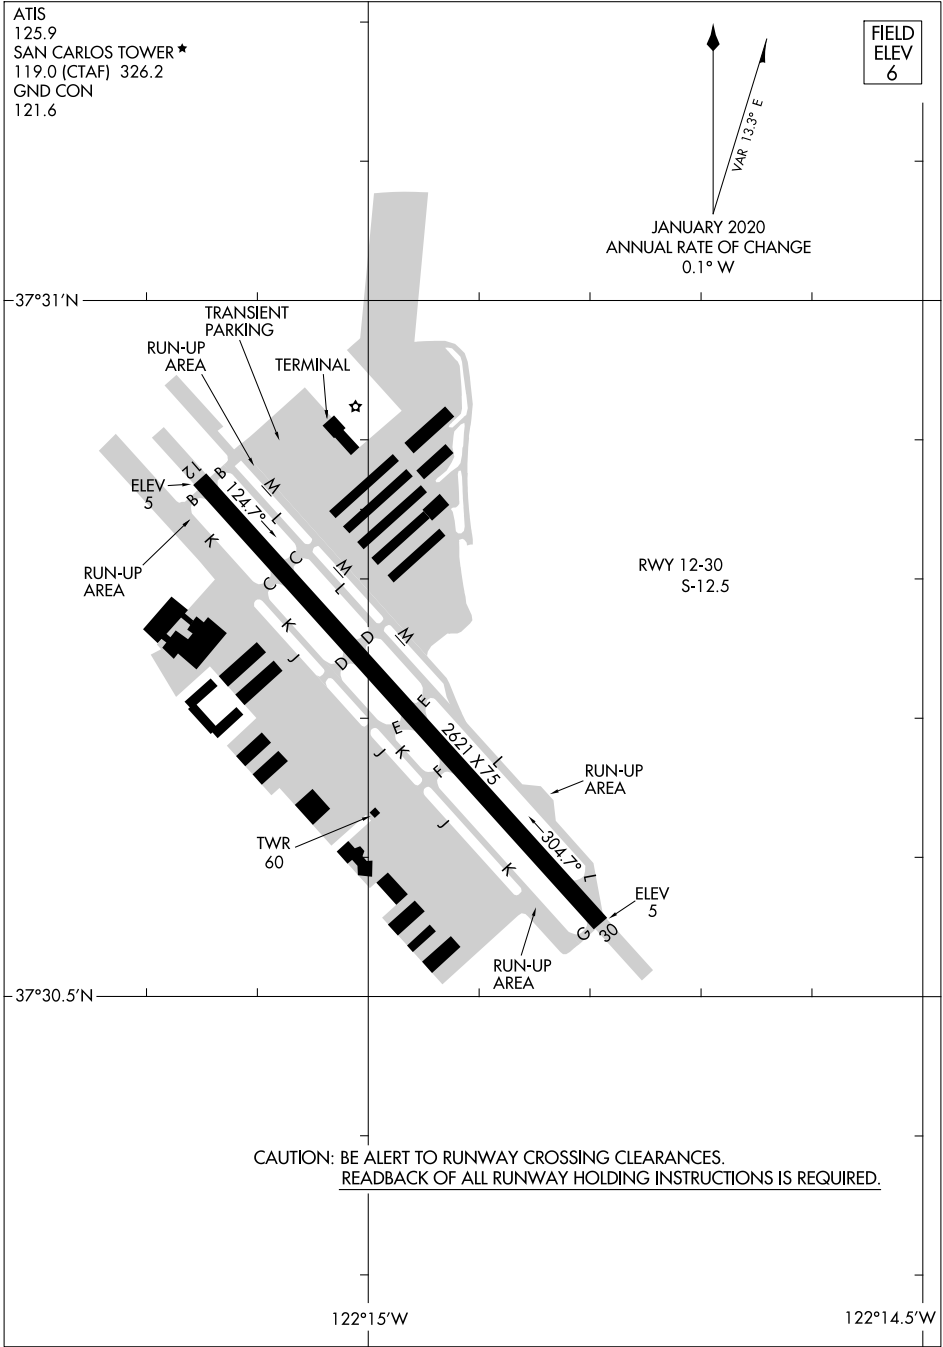 ATIS
125.9
SAN CARLOS TOWER ★
119.0 (CTAF) 326.2
GND CON
121.6
FIELD
ELEV
6
VAR 13.3° E
JANUARY 2020
ANNUAL RATE OF CHANGE
0.1° W
37°31'N
TRANSIENT
PARKING
RUN-UP
AREA
TERMINAL
12
B
B
M
ELEV
5
124.7°
L
K
C
C
M
L
RUN-UP
AREA
RWY 12-30
S-12.5
K
J
D
D
M
E
E
2621 X 75
J
K
F
L
RUN-UP
AREA
TWR
60
J
304.7°
K
L
ELEV
5
G
30
RUN-UP
AREA
37°30.5'N
CAUTION: BE ALERT TO RUNWAY CROSSING CLEARANCES.
READBACK OF ALL RUNWAY HOLDING INSTRUCTIONS IS REQUIRED.
122°15'W
122°14.5'W